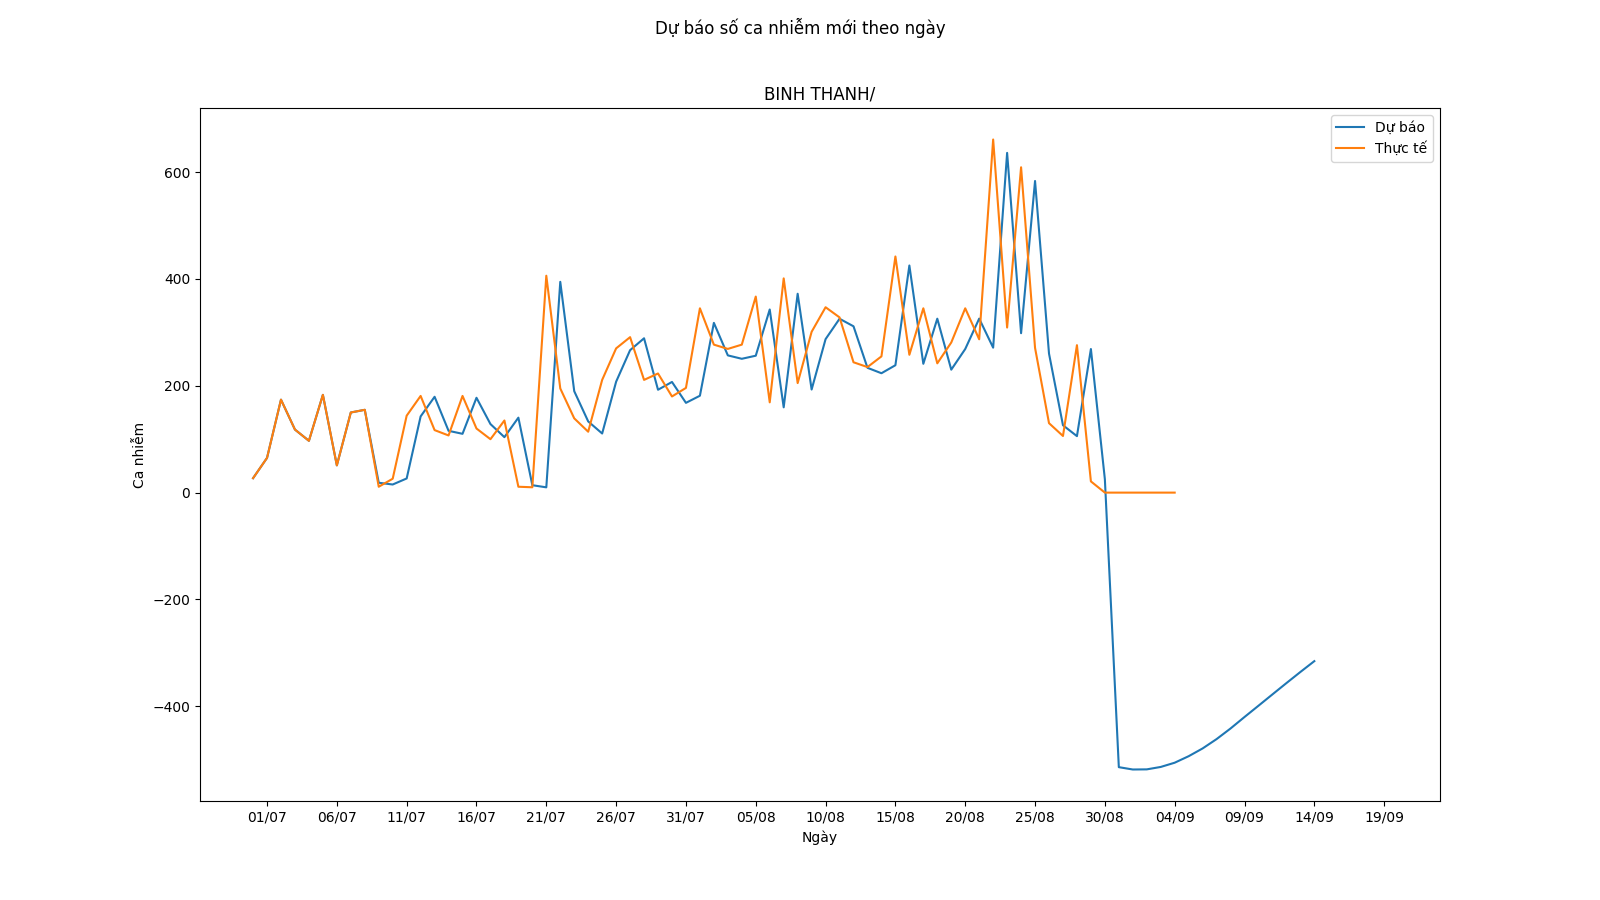 Dự báo số ca nhiễm mới theo ngày
BINH THANH/
Dự báo
Thực tế
600
400
200
0
−200
−400
Ca nhiễm
01/07 06/07 11/07 16/07 21/07 26/07 31/07 05/08 10/08 15/08 20/08 25/08 30/08 04/09 09/09 14/09 19/09
Ngày